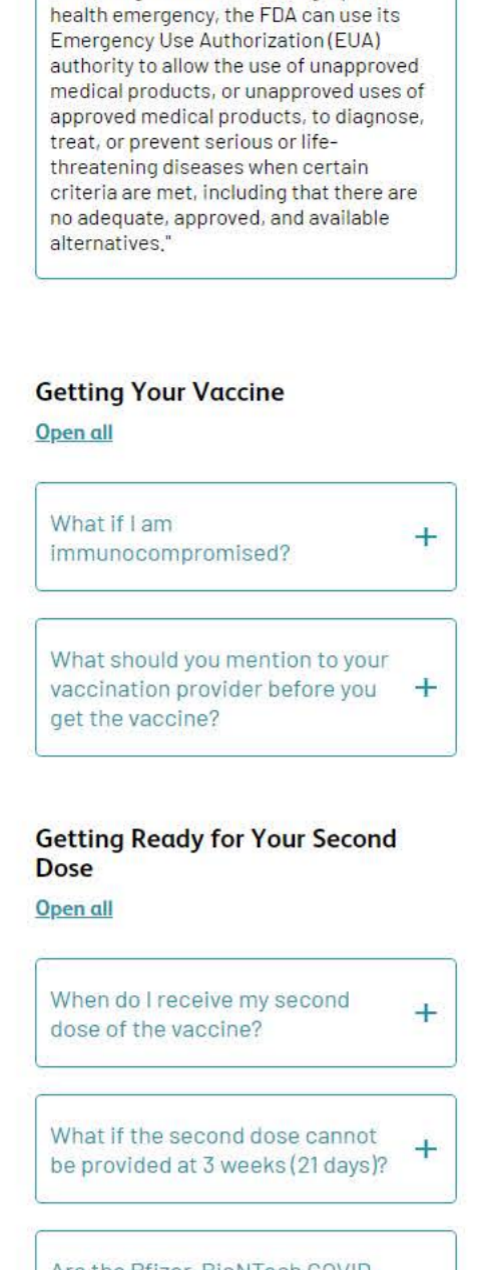 health emergency, the FDA can use its
Emergency Use Authorization (EUA)
authority to allow the use of unapproved
medical products, or unapproved uses of
approved medical products, to diagnose,
treat, or prevent serious or life-
threatening diseases when certain
criteria are met, including that there are
no adequate, approved, and available
alternatives."
Getting Your Vaccine
Open all
What if I am
immunocompromised?
What should you mention to your
vaccination provider before you
get the vaccine?
Getting Ready for Your Second
Dose
Open all
When do I receive my second
dose of the vaccine?
What if the second dose cannot
be provided at 3 weeks (21 days)?
Are the Pfizer-BioNTech COVID